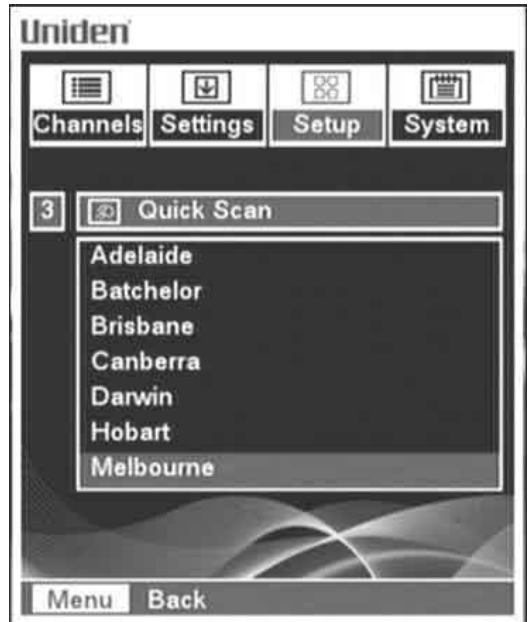 Uniden
Channels Settings Setup System
3 Quick Scan
Adelaide
Batchelor
Brisbane
Canberra
Darwin
Hobart
Melbourne
Menu Back